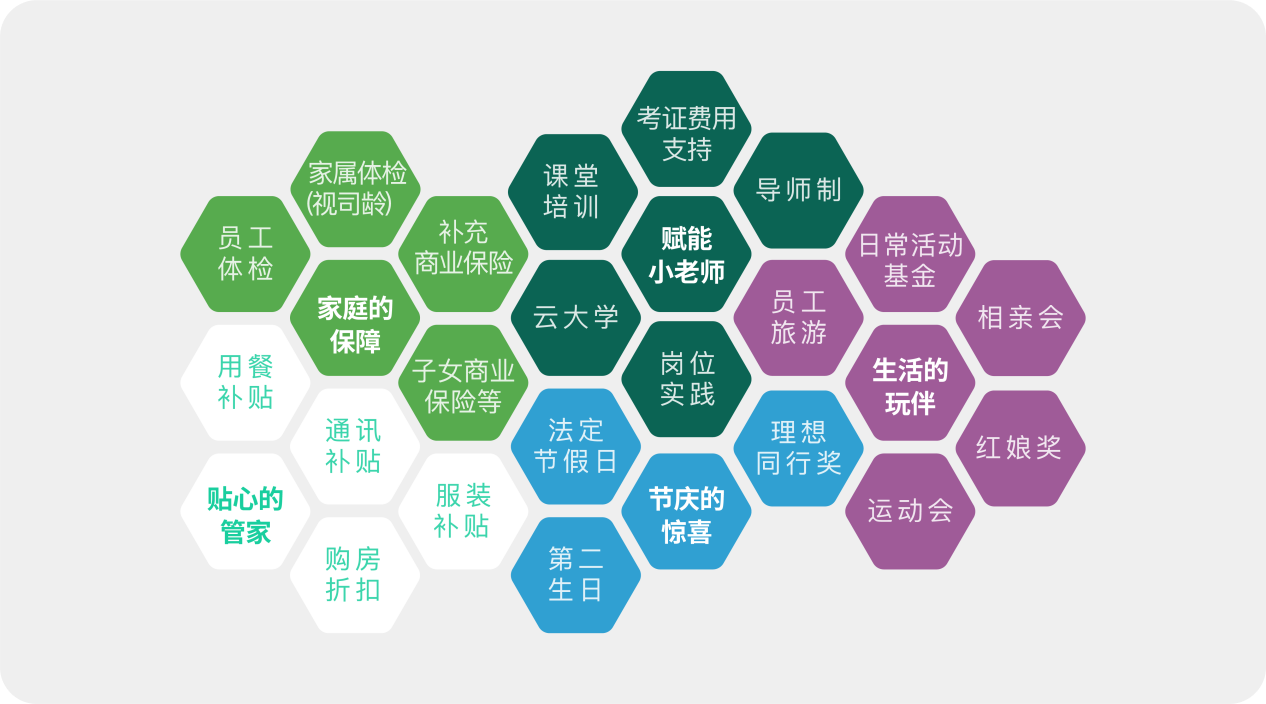 员工
体检
家属体检
(视司龄)
补充
商业保险
家庭的
保障
子女商业
保险等
用餐
补贴
通讯
补贴
贴心的
管家
服装
补贴
购房
折扣
课堂
培训
考证费用
支持
导师制
赋能
小老师
云大学
岗位
实践
法定
节假日
节庆的
惊喜
理想
同行奖
第二
生日
员工
旅游
日常活动
基金
相亲会
生活的
玩伴
红娘奖
运动会